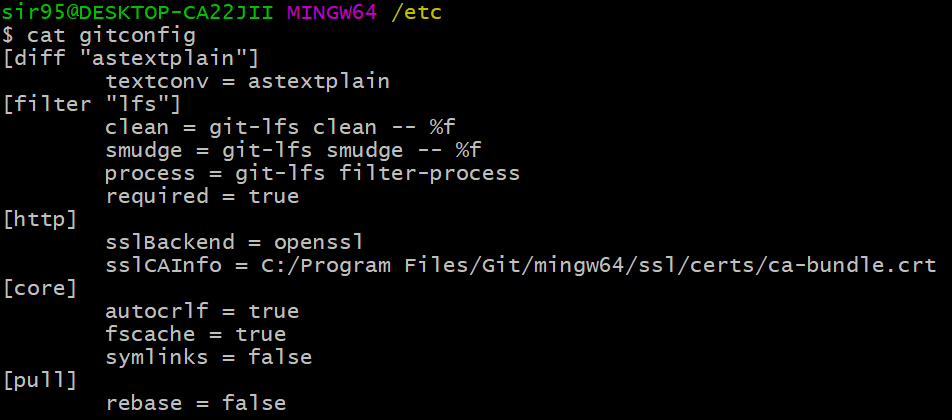 sir95@DESKTOP-CA22JII MINGW64 /etc
$ cat gitconfig
[diff "astextplain"]
        textconv = astextplain
[filter "lfs"]
        clean = git-lfs clean -- %f
        smudge = git-lfs smudge -- %f
        process = git-lfs filter-process
        required = true
[http]
        sslBackend = openssl
        sslCAInfo = C:/Program Files/Git/mingw64/ssl/certs/ca-bundle.crt
[core]
        autocrlf = true
        fscache = true
        symlinks = false
[pull]
        rebase = false